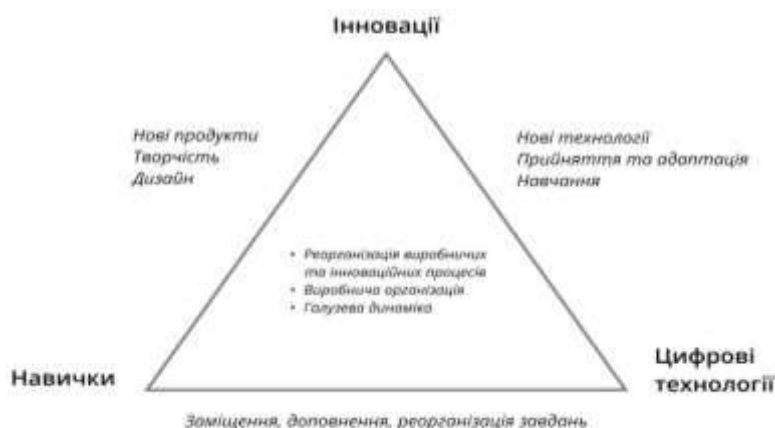 Інновації
Нові продукти
Творчість
Дизайн
Нові технології
Прийняття та адаптація
Навчання
• Реорганізація виробничих
та інноваційних процесів
• Виробнича організація
• Галузева динаміка
Навички
Цифрові
технології
Заміщення, доповнення, реорганізація завдань